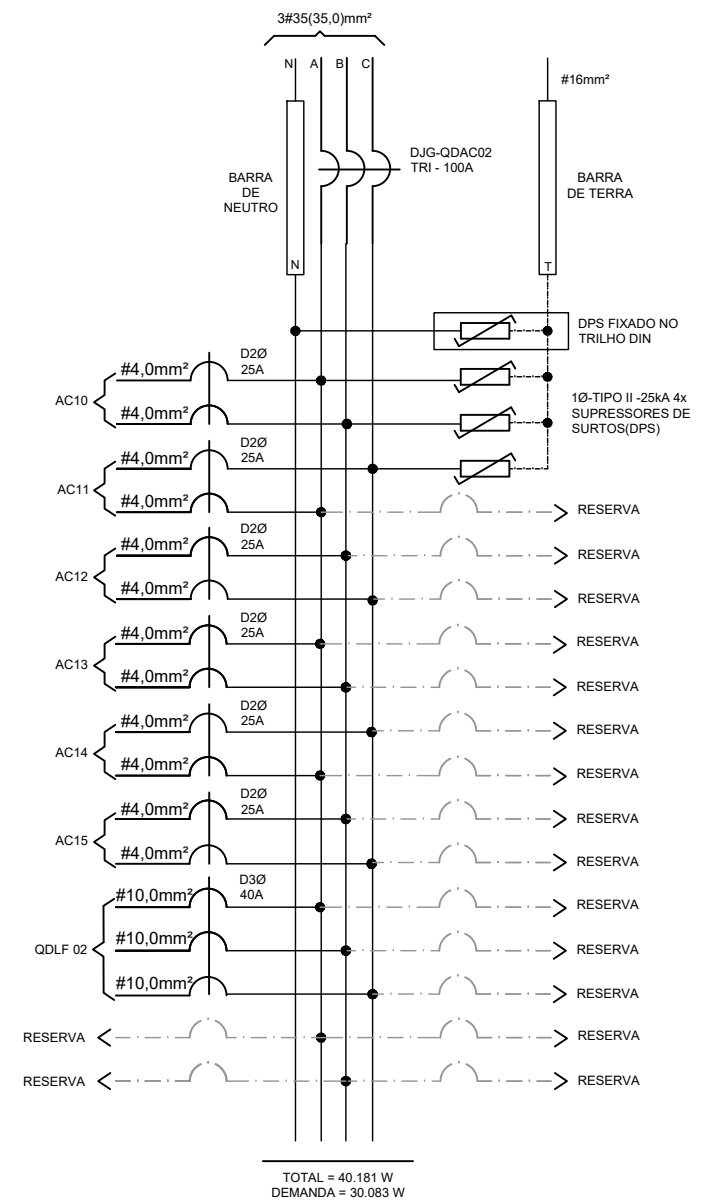 3#35(35,0)mm²
N A B C
#16mm²
DJG-QDAC02
TRI - 100A
BARRA
DE
NEUTRO
BARRA
DE TERRA
N
T
DPS FIXADO NO
TRILHO DIN
1Ø-TIPO II -25kA 4x
SUPRESSORES DE
SURTOS(DPS)
AC10
#4,0mm²
D2Ø
25A
#4,0mm²
AC11
#4,0mm²
D2Ø
25A
#4,0mm²
RESERVA
AC12
#4,0mm²
D2Ø
25A
RESERVA
#4,0mm²
RESERVA
AC13
#4,0mm²
D2Ø
25A
RESERVA
#4,0mm²
RESERVA
AC14
#4,0mm²
D2Ø
25A
RESERVA
#4,0mm²
RESERVA
AC15
#4,0mm²
D2Ø
25A
RESERVA
#4,0mm²
RESERVA
QDLF 02
#10,0mm²
D3Ø
40A
RESERVA
#10,0mm²
RESERVA
#10,0mm²
RESERVA
RESERVA
RESERVA
RESERVA
RESERVA
TOTAL = 40.181 W
DEMANDA = 30.083 W